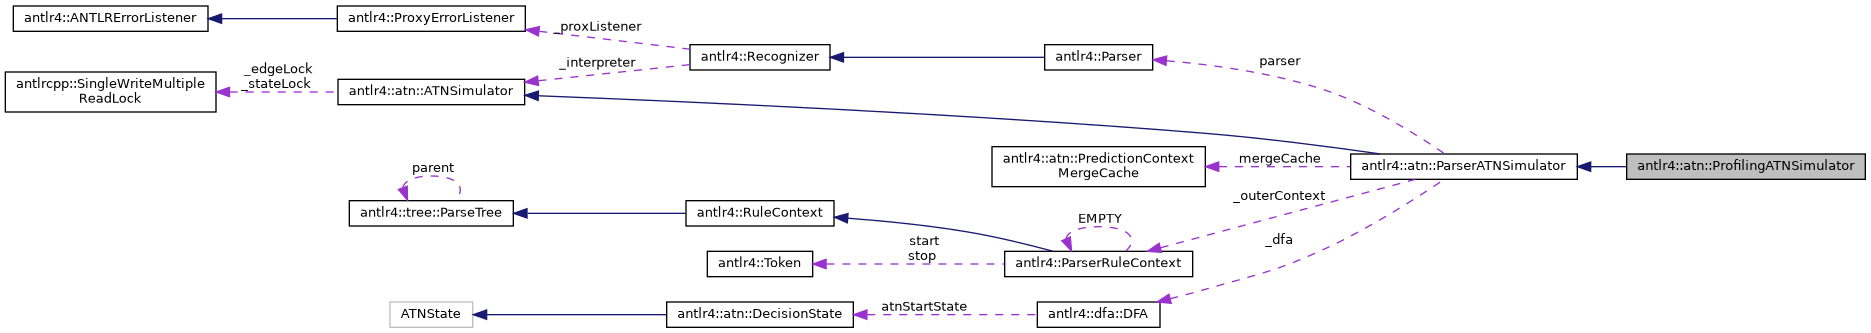 antlr4::ANTLRErrorListener
antlr4::ProxyErrorListener
_proxListener
antlr4::Recognizer
antlr4::Parser
parser
_edgeLock
_stateLock
_interpreter
antlrcpp::SingleWriteMultiple
ReadLock
antlr4::atn::ATNSimulator
antlr4::atn::PredictionContext
MergeCache
mergeCache
antlr4::atn::ParserATNSimulator
antlr4::atn::ProfilingATNSimulator
parent
_outerContext
antlr4::tree::ParseTree
antlr4::RuleContext
EMPTY
start
stop
_dfa
antlr4::Token
antlr4::ParserRuleContext
ATNState
antlr4::atn::DecisionState
atnStartState
antlr4::dfa::DFA